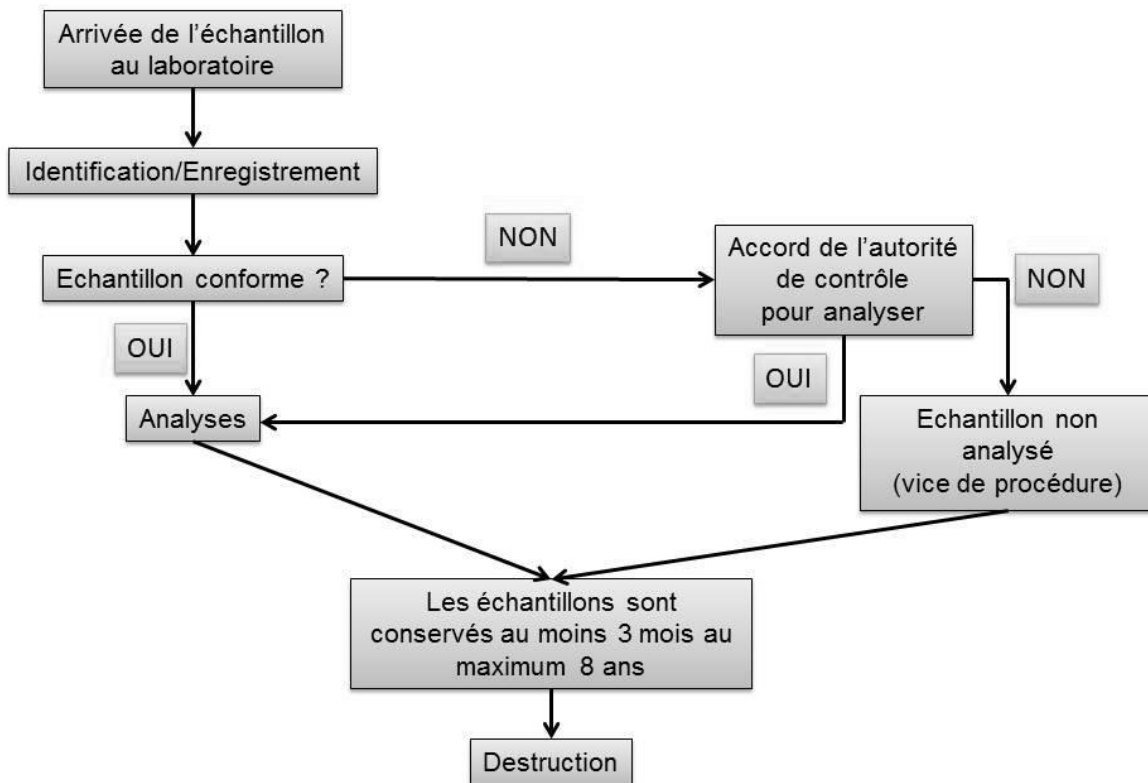 Arrivée de l’échantillon
au laboratoire
Identification/Enregistrement
Echantillon conforme ?
NON
Accord de l’autorité
de contrôle
pour analyser
NON
OUI
OUI
Analyses
Echantillon non
analysé
(vice de procédure)
Les échantillons sont
conservés au moins 3 mois au
maximum 8 ans
Destruction